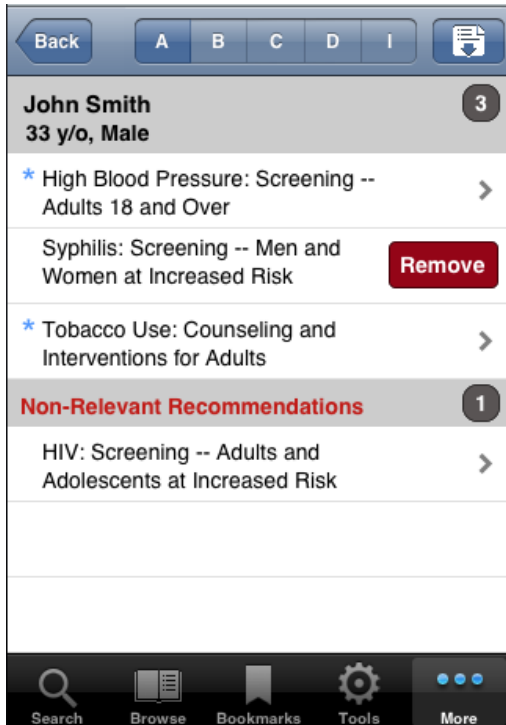 Back
A B C D I
John Smith
3
33 y/o, Male
* High Blood Pressure: Screening --
Adults 18 and Over
Syphilis: Screening -- Men and
Women at Increased Risk
Remove
* Tobacco Use: Counseling and
Interventions for Adults
Non-Relevant Recommendations
1
HIV: Screening -- Adults and
Adolescents at Increased Risk
Search Browse Bookmarks Tools More